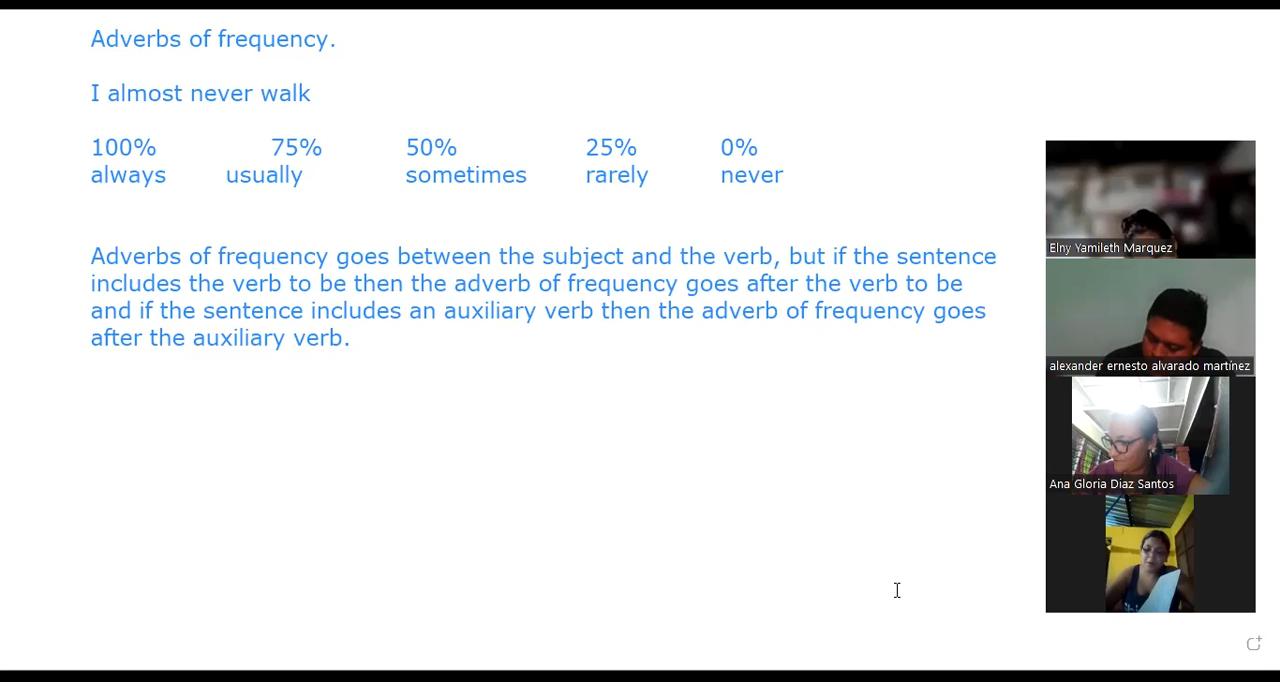 Adverbs of frequency.
I almost never walk
100% 75% 50% 25% 0%
always usually sometimes rarely never
Adverbs of frequency goes between the subject and the verb, but if the sentence
includes the verb to be then the adverb of frequency goes after the verb to be
and if the sentence includes an auxiliary verb then the adverb of frequency goes
after the auxiliary verb.
Elny Yamileth Marquez
alexander ernesto alvarado martínez
Ana Gloria Diaz Santos